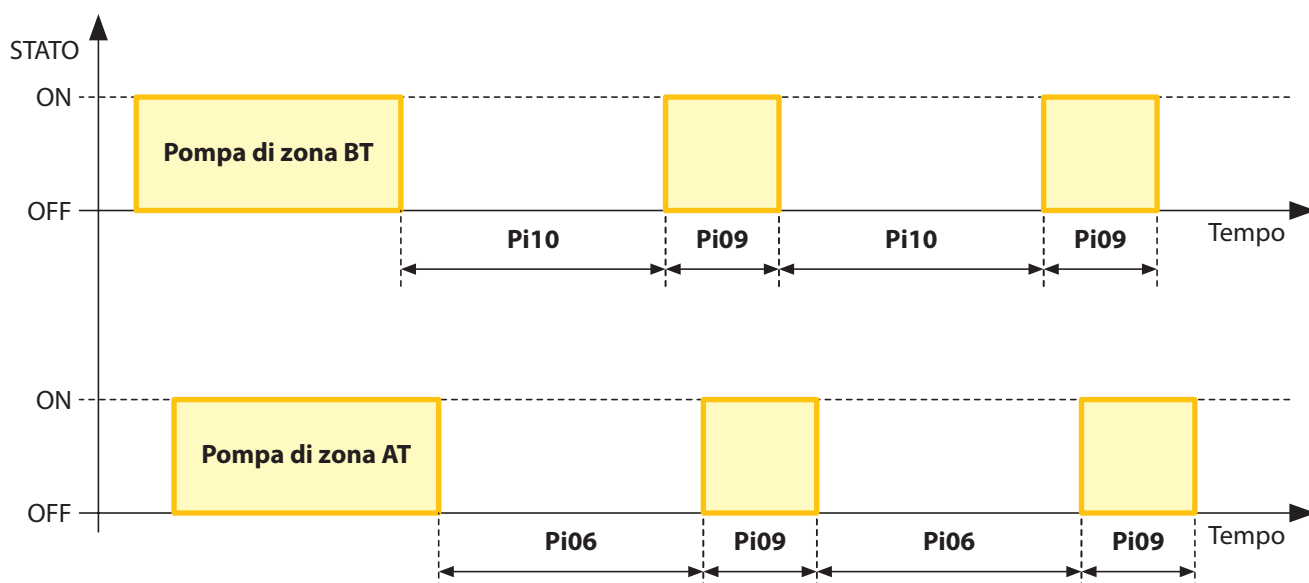 STATO
ON
Pompa di zona BT
OFF
Tempo
Pi10 Pi09 Pi10 Pi09
ON
Pompa di zona AT
OFF
Tempo
Pi06 Pi09 Pi06 Pi09